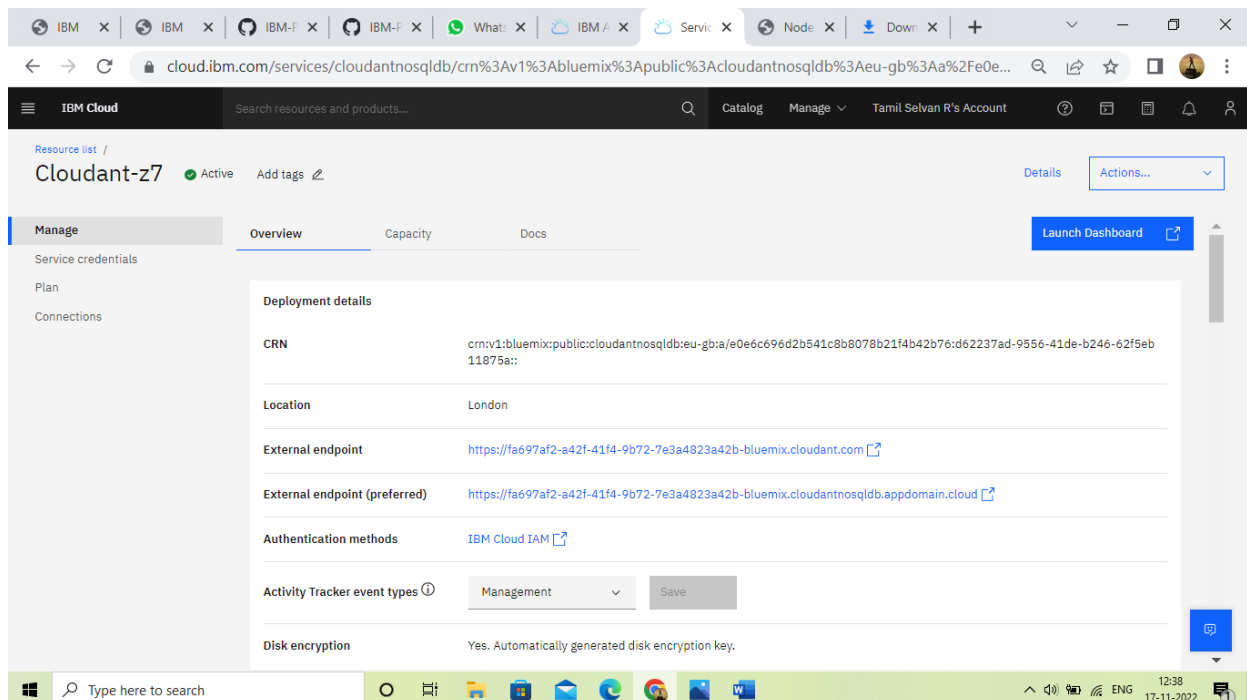 IBM
IBM
IBM-P
IBM-P
Whats
IBM A
Servic
Node
Down
cloud.ibm.com/services/cloudantnosqldb/crn%3Av1%3Abluemix%3Apublic%3Acloudantnosqldb%3Aeu-gb%3Aa%2Fe0e...
IBM Cloud
Search resources and products...
Catalog
Manage
Tamil Selvan R's Account
Resource list /
Cloudant-z7
Active
Add tags
Details
Actions...
Manage
Service credentials
Plan
Connections
Overview
Capacity
Docs
Launch Dashboard
Deployment details
CRN
crn:v1:bluemix:public:cloudantnosqldb:eu-gb:a/e0e6c696d2b541c8b8078b21f4b42b76:d62237ad-9556-41de-b246-62f5eb
11875a::
Location
London
External endpoint
https://fa697af2-a42f-41f4-9b72-7e3a4823a42b-bluemix.cloudant.com
External endpoint (preferred)
https://fa697af2-a42f-41f4-9b72-7e3a4823a42b-bluemix.cloudantnosqldb.appdomain.cloud
Authentication methods
IBM Cloud IAM
Activity Tracker event types
Management
Save
Disk encryption
Yes. Automatically generated disk encryption key.
Type here to search
ENG
12:38
17-11-2022